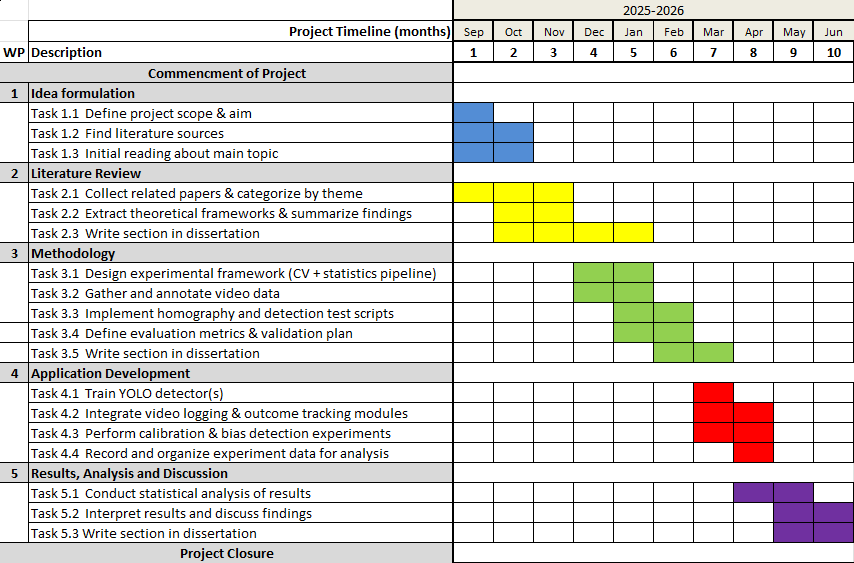 2025-2026
Project Timeline (months) Sep Oct Nov Dec Jan Feb Mar Apr May Jun
WP Description 1 2 3 4 5 6 7 8 9 10
Commencment of Project
1 Idea formulation
Task 1.1 Define project scope & aim
Task 1.2 Find literature sources
Task 1.3 Initial reading about main topic
2 Literature Review
Task 2.1 Collect related papers & categorize by theme
Task 2.2 Extract theoretical frameworks & summarize findings
Task 2.3 Write section in dissertation
3 Methodology
Task 3.1 Design experimental framework (CV + statistics pipeline)
Task 3.2 Gather and annotate video data
Task 3.3 Implement homography and detection test scripts
Task 3.4 Define evaluation metrics & validation plan
Task 3.5 Write section in dissertation
4 Application Development
Task 4.1 Train YOLO detector(s)
Task 4.2 Integrate video logging & outcome tracking modules
Task 4.3 Perform calibration & bias detection experiments
Task 4.4 Record and organize experiment data for analysis
5 Results, Analysis and Discussion
Task 5.1 Conduct statistical analysis of results
Task 5.2 Interpret results and discuss findings
Task 5.3 Write section in dissertation
Project Closure